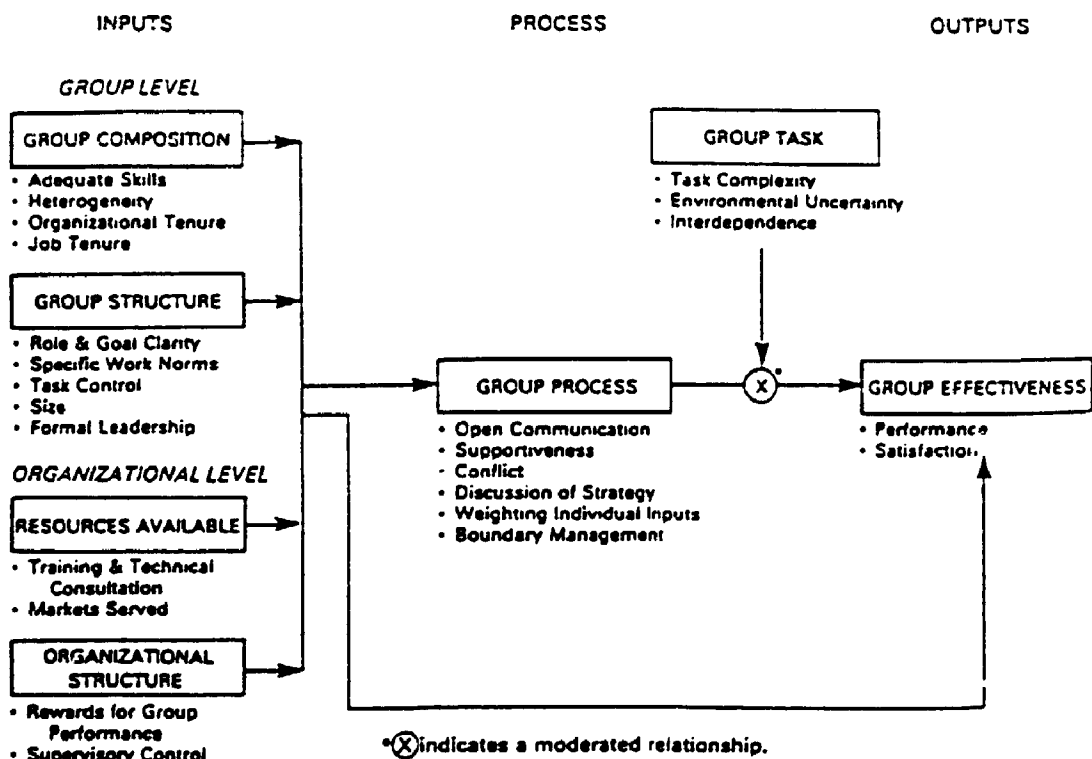 INPUTS
PROCESS
OUTPUTS
GROUP LEVEL
GROUP COMPOSITION
• Adequate Skills
• Heterogeneity
• Organizational Tenure
• Job Tenure
GROUP STRUCTURE
• Role & Goal Clarity
• Specific Work Norms
• Task Control
• Size
• Formal Leadership
ORGANIZATIONAL LEVEL
RESOURCES AVAILABLE
• Training & Technical
Consultation
• Markets Served
ORGANIZATIONAL
STRUCTURE
• Rewards for Group
Performance
• Supervisory Control
GROUP TASK
• Task Complexity
• Environmental Uncertainty
• Interdependence
GROUP PROCESS
• Open Communication
• Supportiveness
• Conflict
• Discussion of Strategy
• Weighting Individual Inputs
• Boundary Management
X*
GROUP EFFECTIVENESS
• Performance
• Satisfaction
*X indicates a moderated relationship.